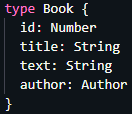 type Book {
  id: Number
  title: String
  text: String
  author: Author
}